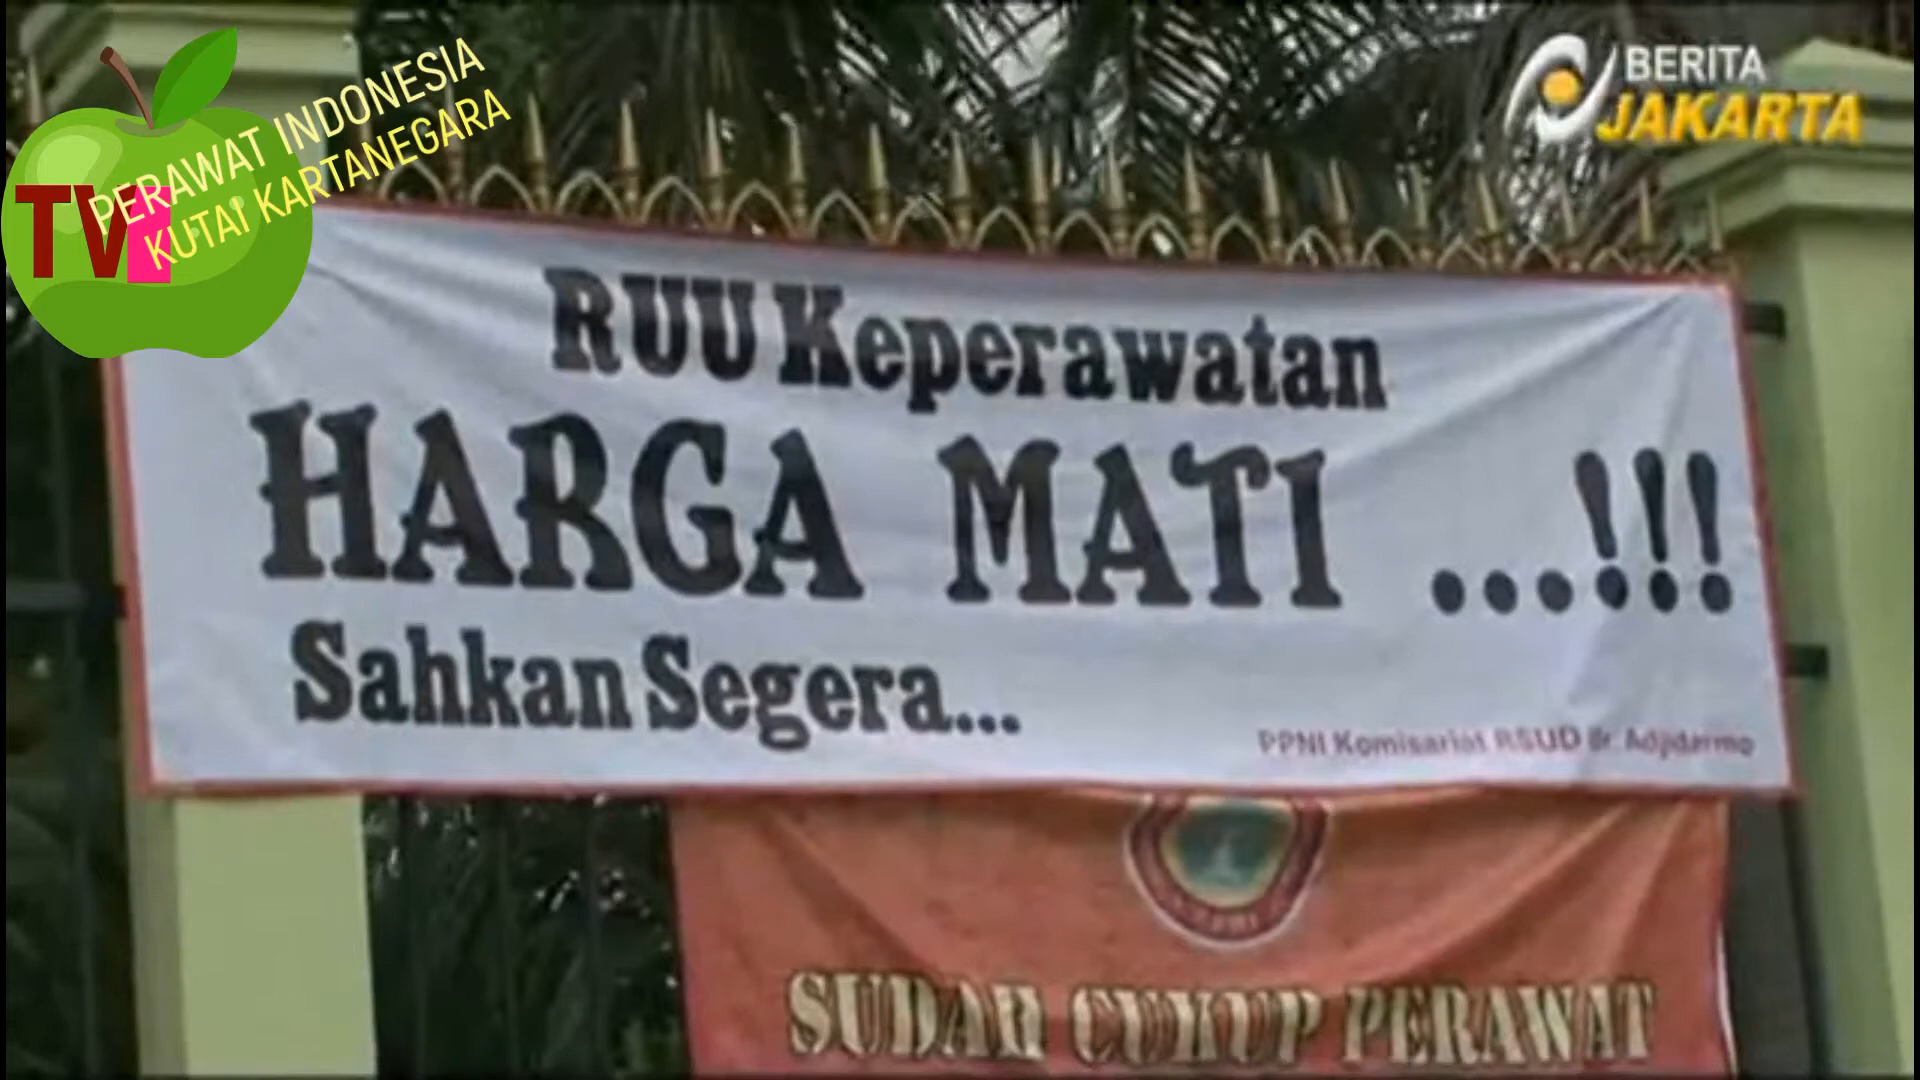 PERAWAT INDONESIA
KUTAI KARTANEGARA
TV
BERITA
JAKARTA
RUU Keperawatan
HARGA MATI ...!!!
Sahkan Segera...
PPNI Komisariat RSUD dr. Adjidarmo
SUDAH CUKUP PERAWAT